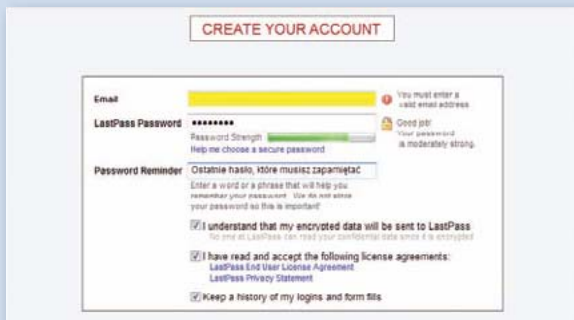 CREATE YOUR ACCOUNT
Email
You must enter a
valid email address
LastPass Password ••••••••
Good job!
Your password
is moderately strong.
Password Strength
Help me choose a secure password
Password Reminder Ostatnie hasło, które musisz zapamiętać
Enter a word or a phrase that will help you
remember your password. We do not store
your password so this is important!
I understand that my encrypted data will be sent to LastPass
No one at LastPass can read your confidential data since it is encrypted
I have read and accept the following license agreements:
LastPass End User License Agreement
LastPass Privacy Statement
Keep a history of my logins and form fills